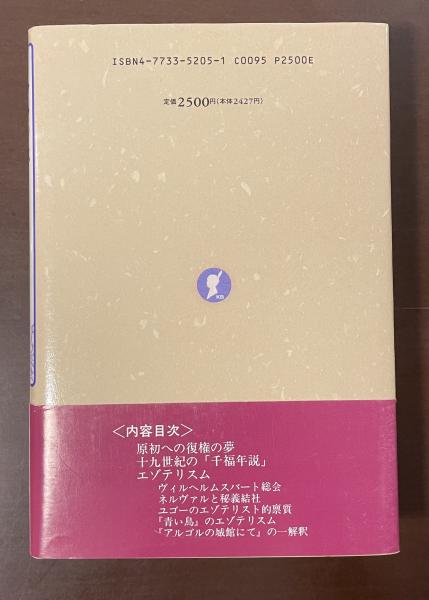 ISBN4-7733-5205-1 C0095 P2500E
定価2500円(本体2427円)
KB
〈内容目次〉
原初への復権の夢
十九世紀の「千福年説」
エゾテリスム
ヴィルヘルムスバート総会
ネルヴァルと秘義結社
ユゴーのエゾテリスト的稟質
『青い鳥』のエゾテリスム
『アルゴルの城館にて』の一解釈